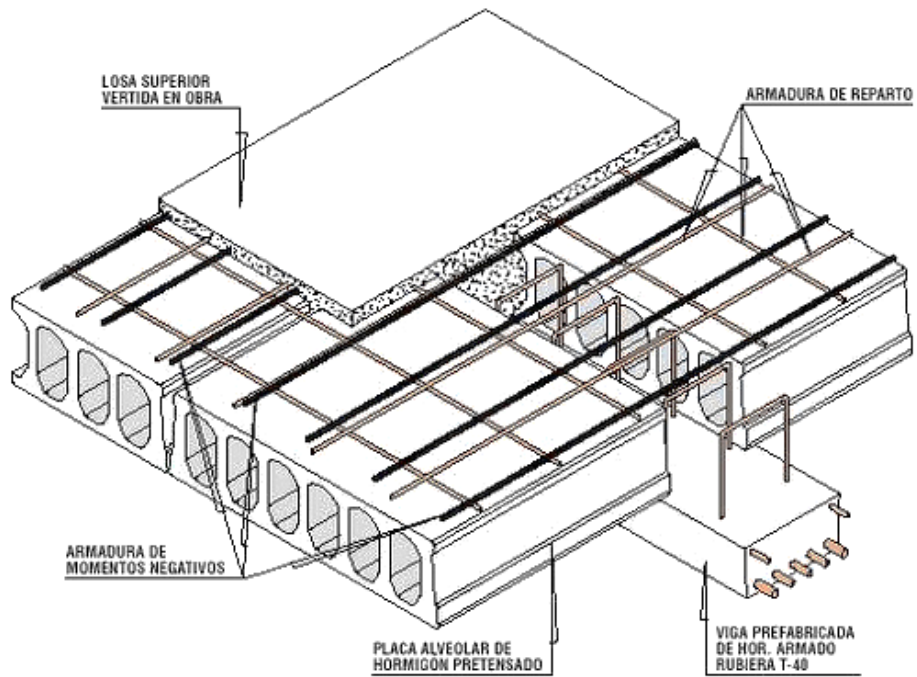 LOSA SUPERIOR
VERTIDA EN OBRA
ARMADURA DE REPARTO
ARMADURA DE
MOMENTOS NEGATIVOS
PLACA ALVEOLAR DE
HORMIGON PRETENSADO
VIGA PREFABRICADA
DE HOR. ARMADO
RUBIERA T-40